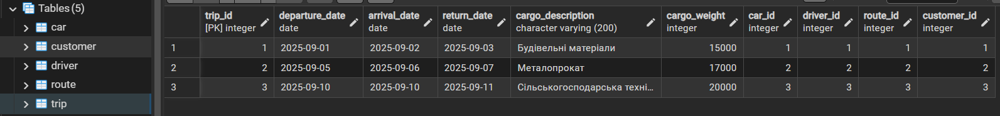 Tables (5)
car
customer
driver
route
trip
trip_id
[PK] integer
departure_date
date
arrival_date
date
return_date
date
cargo_description
character varying (200)
cargo_weight
integer
car_id
integer
driver_id
integer
route_id
integer
customer_id
integer
1 1 2025-09-01 2025-09-02 2025-09-03 Будівельні матеріали 15000 1 1 1 1
2 2 2025-09-05 2025-09-06 2025-09-07 Металопрокат 17000 2 2 2 2
3 3 2025-09-10 2025-09-10 2025-09-11 Сільськогосподарська техні... 20000 3 3 3 3